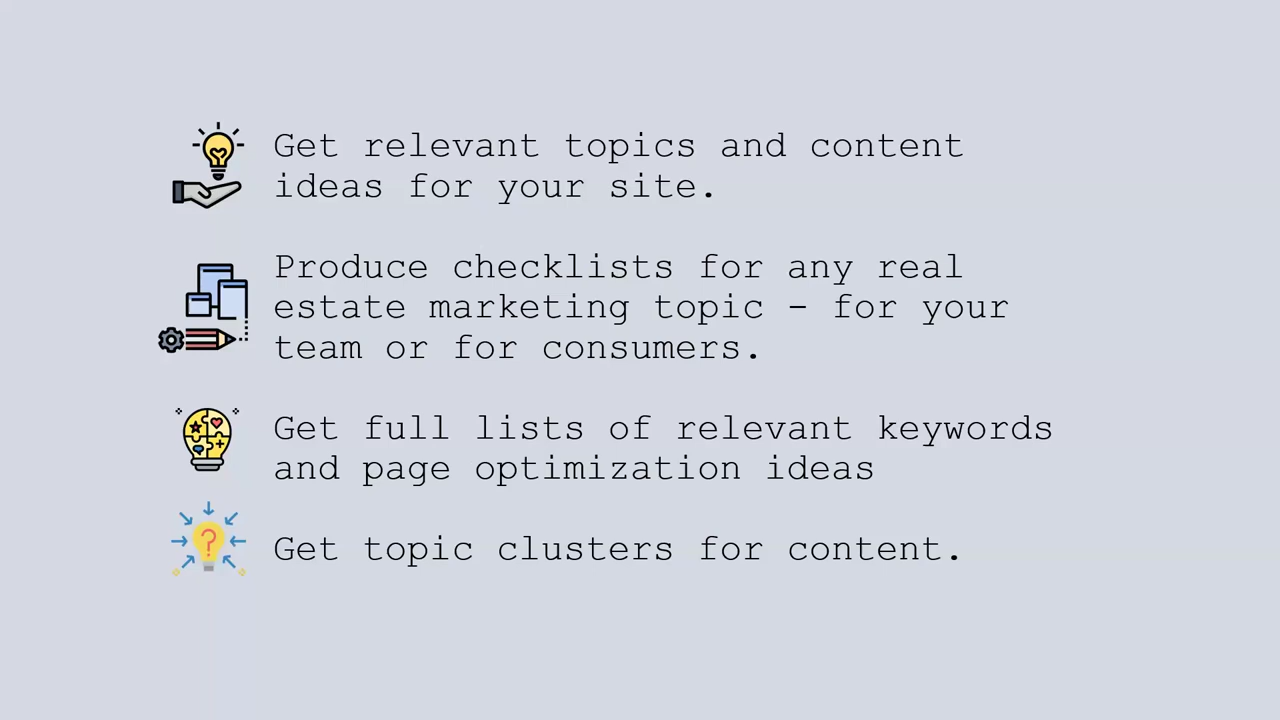 Get relevant topics and content
ideas for your site.
Produce checklists for any real
estate marketing topic - for your
team or for consumers.
Get full lists of relevant keywords
and page optimization ideas
Get topic clusters for content.